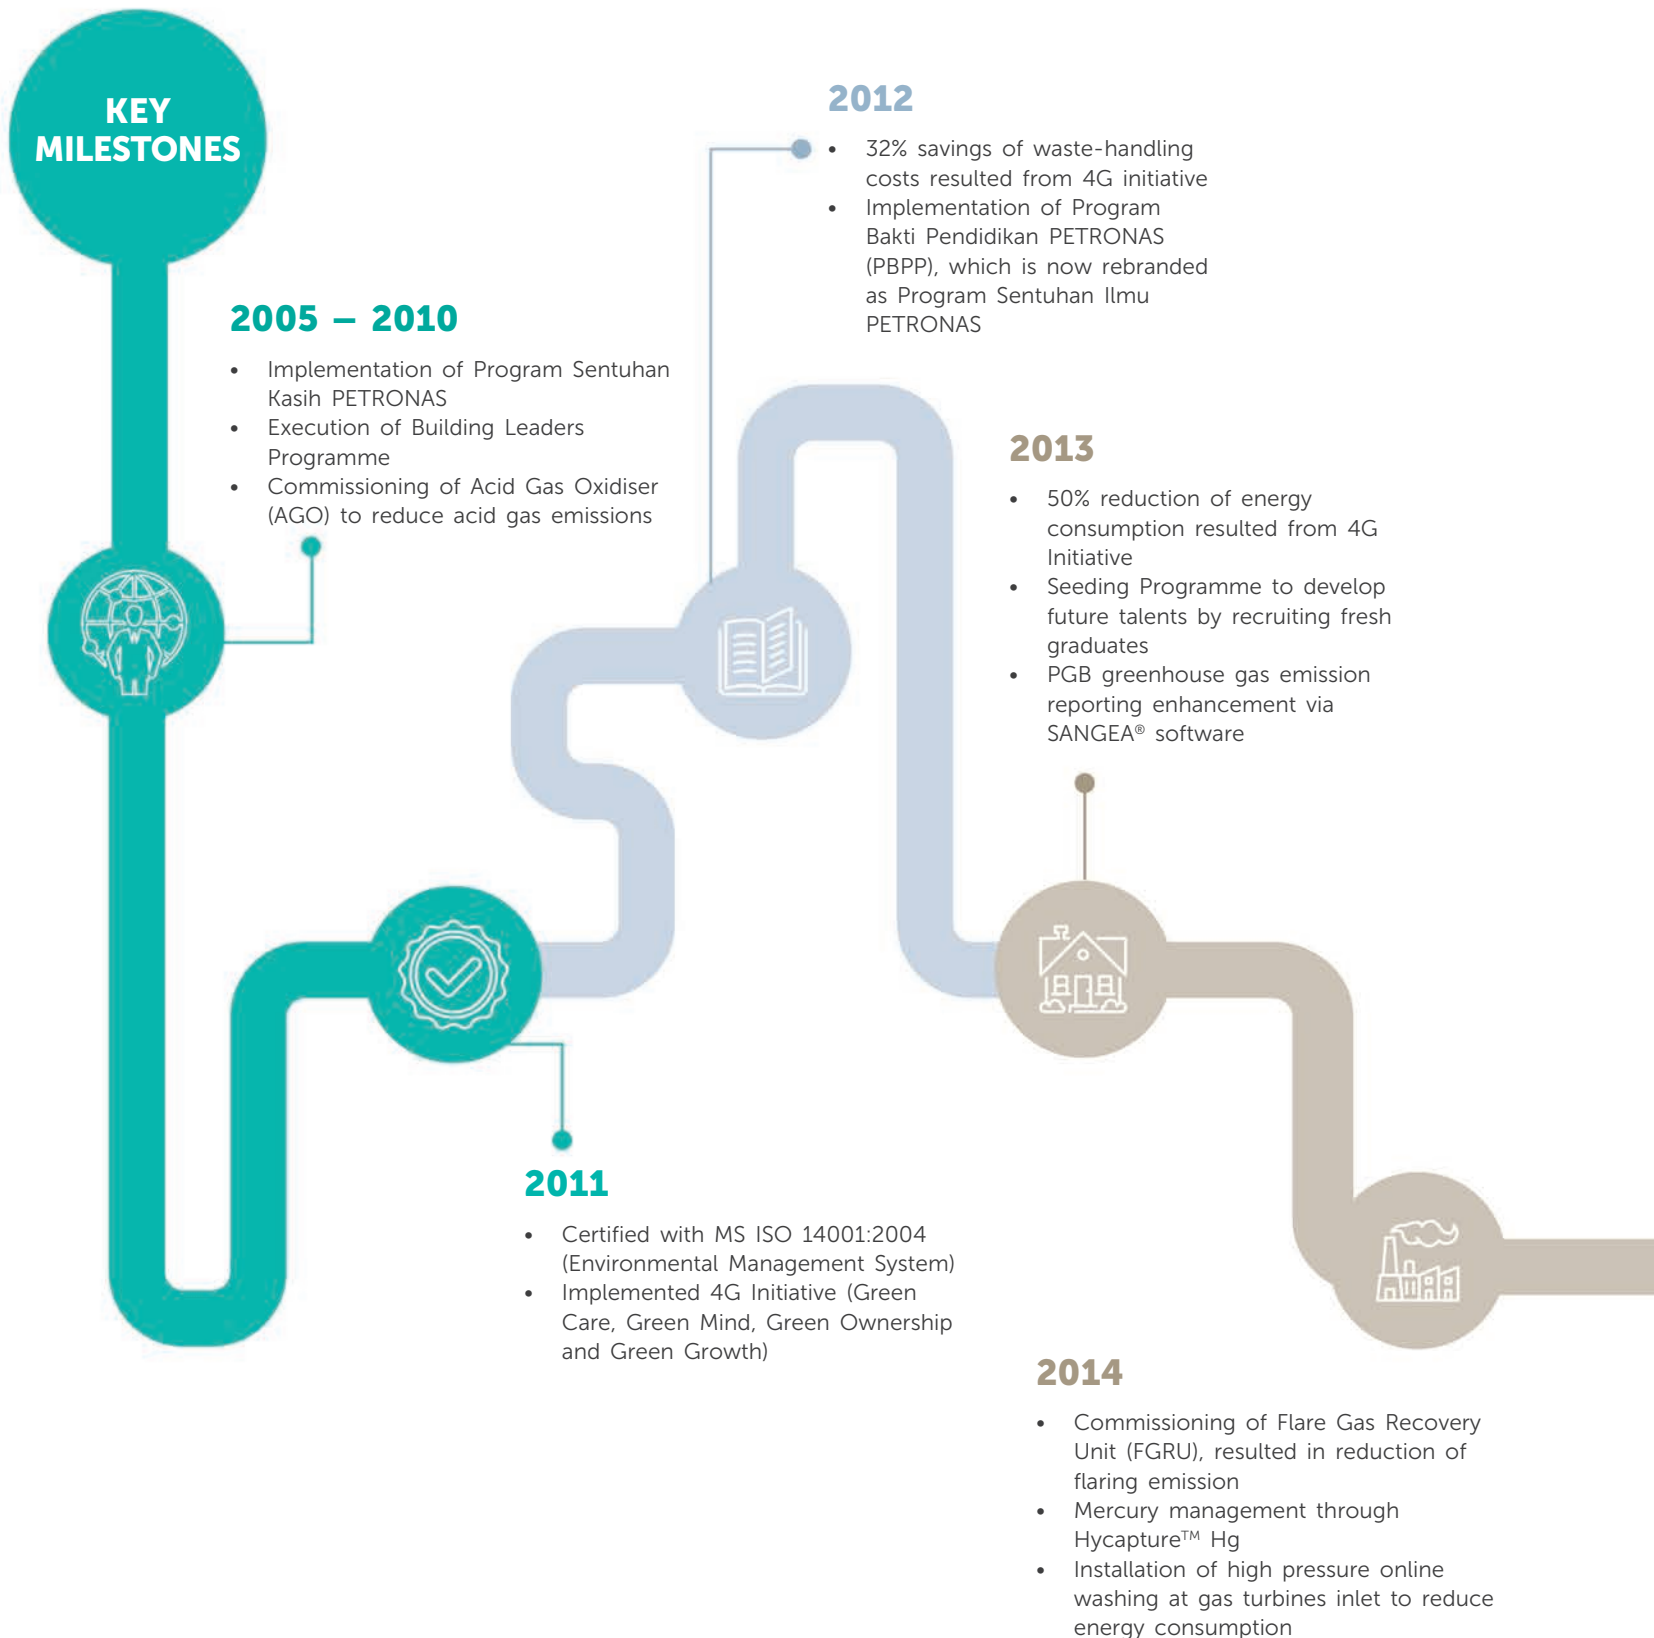 KEY
MILESTONES
2005 – 2010
• Implementation of Program Sentuhan
Kasih PETRONAS
• Execution of Building Leaders
Programme
• Commissioning of Acid Gas Oxidiser
(AGO) to reduce acid gas emissions
2011
• Certified with MS ISO 14001:2004
(Environmental Management System)
• Implemented 4G Initiative (Green
Care, Green Mind, Green Ownership
and Green Growth)
2012
• 32% savings of waste-handling
costs resulted from 4G initiative
• Implementation of Program
Bakti Pendidikan PETRONAS
(PBPP), which is now rebranded
as Program Sentuhan Ilmu
PETRONAS
2013
• 50% reduction of energy
consumption resulted from 4G
Initiative
• Seeding Programme to develop
future talents by recruiting fresh
graduates
• PGB greenhouse gas emission
reporting enhancement via
SANGEA® software
2014
• Commissioning of Flare Gas Recovery
Unit (FGRU), resulted in reduction of
flaring emission
• Mercury management through
Hycapture™ Hg
• Installation of high pressure online
washing at gas turbines inlet to reduce
energy consumption